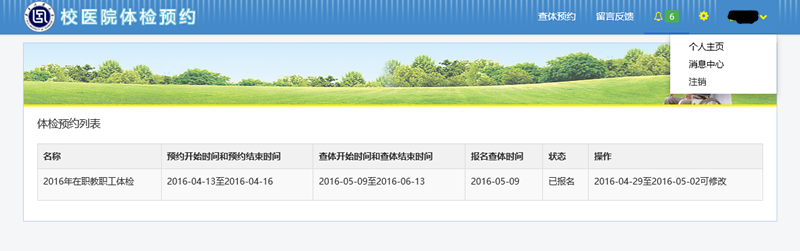 校医院体检预约
查体预约 留言反馈 6
个人主页
消息中心
注销
体检预约列表
名称 预约开始时间和预约结束时间 查体开始时间和查体结束时间 报名查体时间 状态 操作
2016年在职教职工体检 2016-04-13至2016-04-16 2016-05-09至2016-06-13 2016-05-09 已报名 2016-04-29至2016-05-02可修改